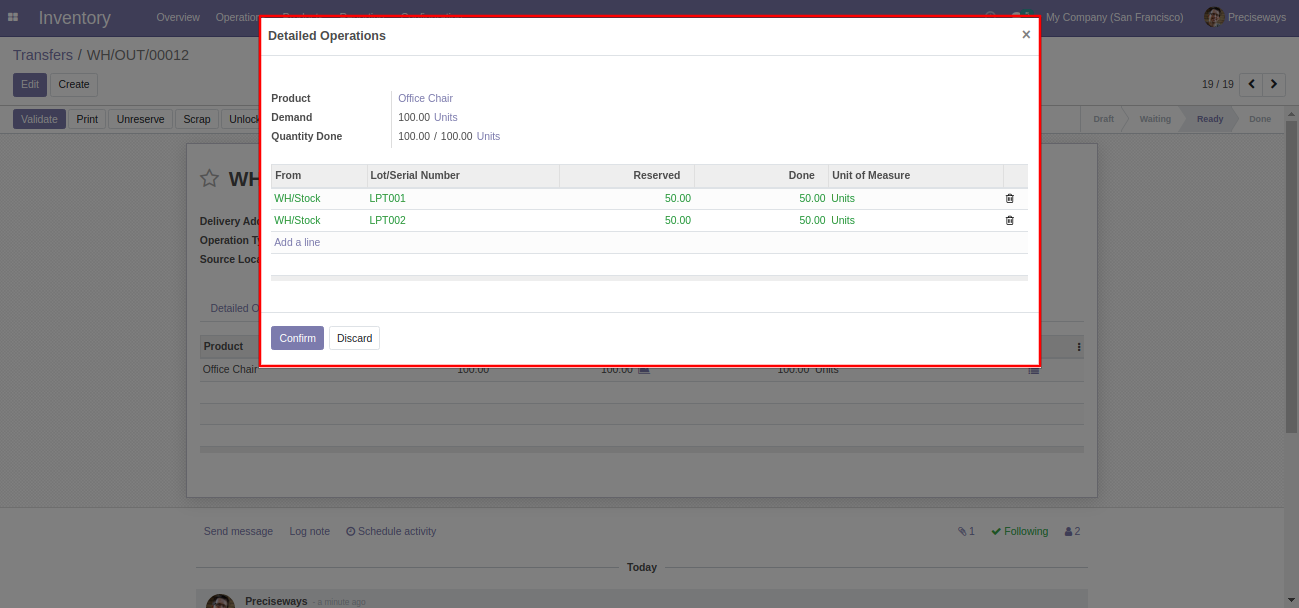 Inventory Overview My Company (San Francisco) Preciseways
Transfers / WH/OUT/00012
Edit Create 19 / 19
Validate Print Unreserve Scrap Draft Waiting Ready Done
Detailed Operations ×
Product Office Chair
Demand 100.00 Units
Quantity Done 100.00 / 100.00 Units
From Lot/Serial Number Reserved Done Unit of Measure
WH/Stock LPT001 50.00 50.00 Units
WH/Stock LPT002 50.00 50.00 Units
Add a line
Confirm Discard
WH
Delivery
Operation
Source
Detailed
Product
Office Chair 100.00 100.00 100.00 Units
Send message Log note Schedule activity 1 Following 2
Today
Preciseways - a minute ago